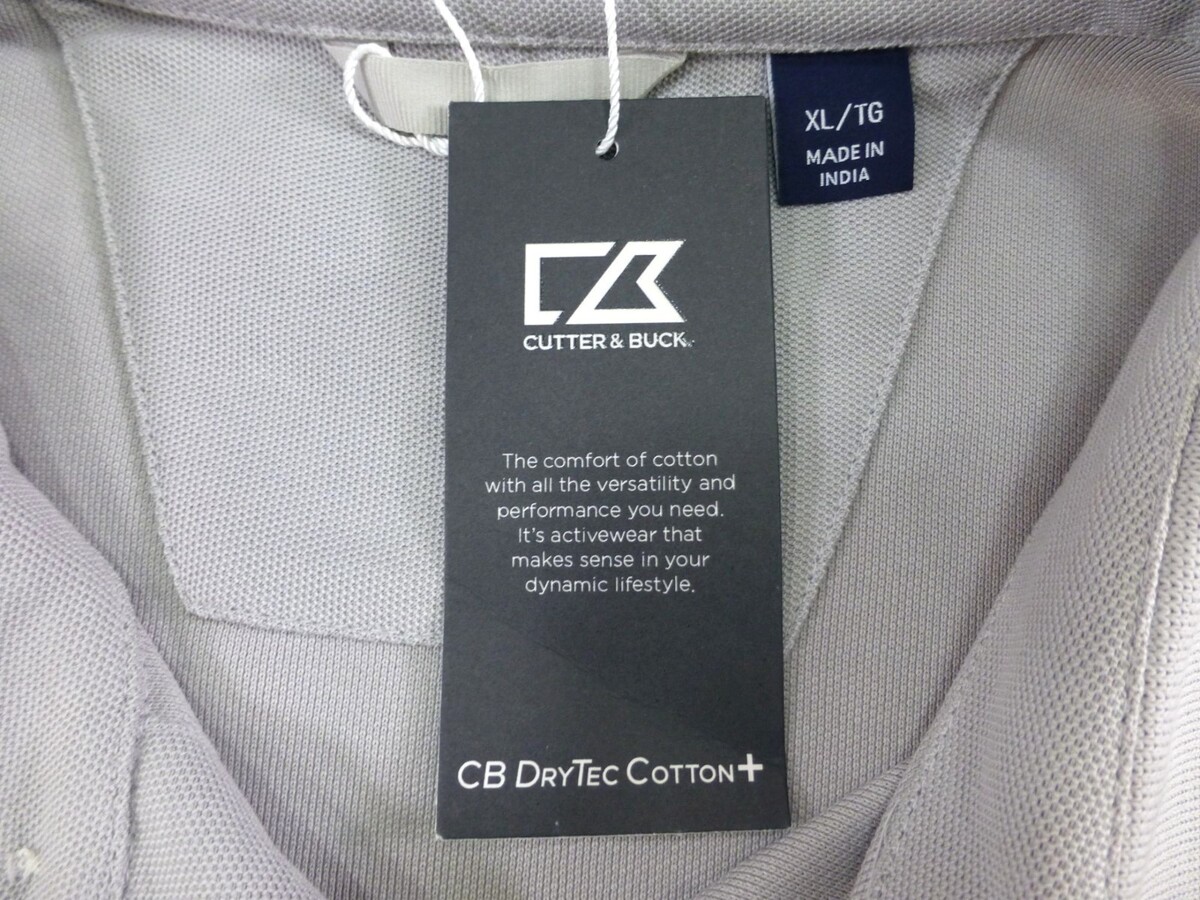 XL/TG
MADE IN
INDIA
CB
CUTTER & BUCK
The comfort of cotton
with all the versatility and
performance you need.
It's activewear that
makes sense in your
dynamic lifestyle.
CB DRYTEC COTTON+